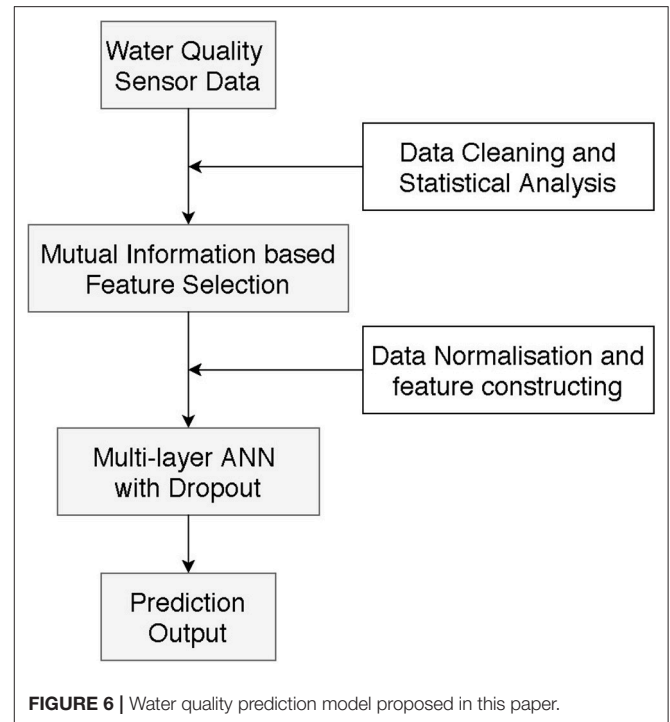 Water Quality
Sensor Data
Data Cleaning and
Statistical Analysis
Mutual Information based
Feature Selection
Data Normalisation and
feature constructing
Multi-layer ANN
with Dropout
Prediction
Output
FIGURE 6 | Water quality prediction model proposed in this paper.